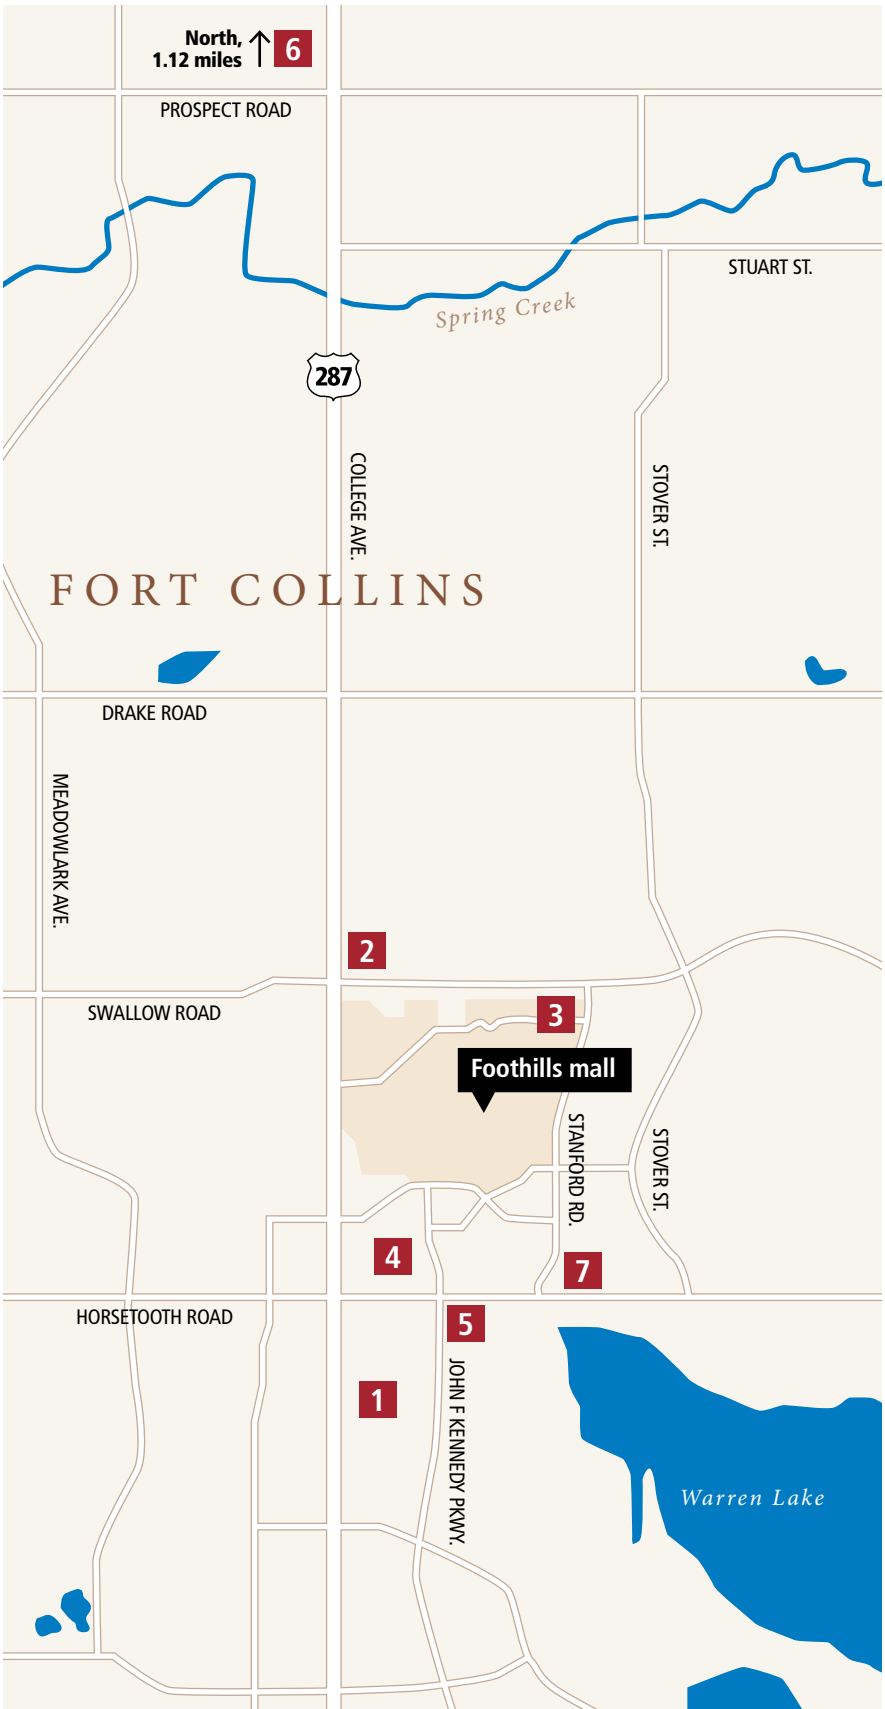 North,
1.12 miles
6
PROSPECT ROAD
STUART ST.
Spring Creek
287
COLLEGE AVE.
STOVER ST.
FORT COLLINS
DRAKE ROAD
MEADOWLARK AVE.
2
SWALLOW ROAD
3
Foothills mall
STANFORD RD.
STOVER ST.
4
7
HORSETOOTH ROAD
5
JOHN F KENNEDY PKWY.
1
Warren Lake